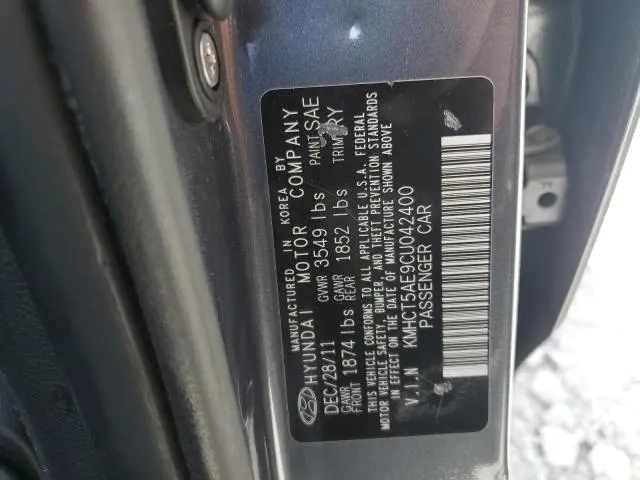 MANUFACTURED IN KOREA BY
HYUNDAI MOTOR COMPANY
DEC/28/11 GVWR 3549 lbs PAINT SAE
GAWR FRONT 1874 lbs GAWR REAR 1852 lbs TRIM RY
THIS VEHICLE CONFORMS TO ALL APPLICABLE U.S.A. FEDERAL
MOTOR VEHICLE SAFETY, BUMPER, AND THEFT PREVENTION STANDARDS
IN EFFECT ON THE DATE OF MANUFACTURE SHOWN ABOVE
V.I.N KMHCT5AE9CU042400
PASSENGER CAR